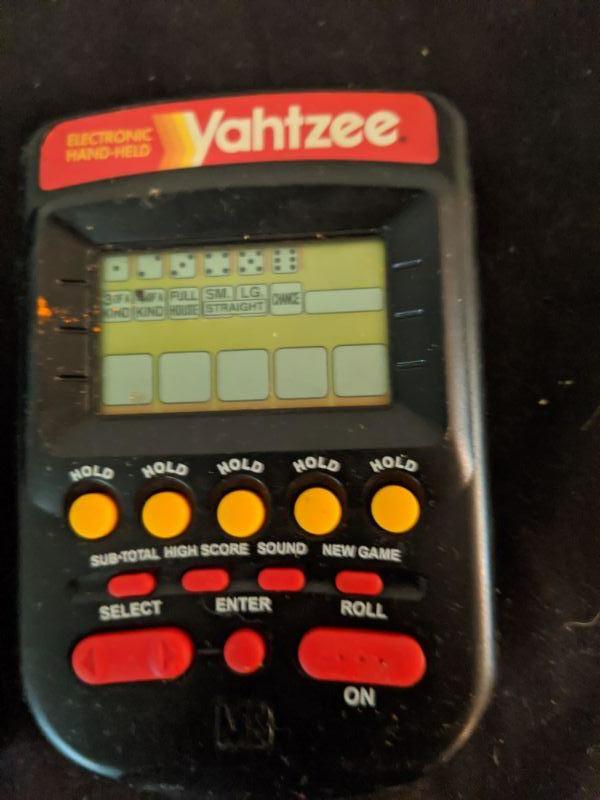 ELECTRONIC
HAND-HELD
Yahtzee
3 OF A KIND
4 OF A KIND
FULL HOUSE
SM.
LG.
STRAIGHT
CHANCE
HOLD HOLD HOLD HOLD HOLD
SUB-TOTAL HIGH SCORE SOUND NEW GAME
SELECT ENTER ROLL
ON
MB